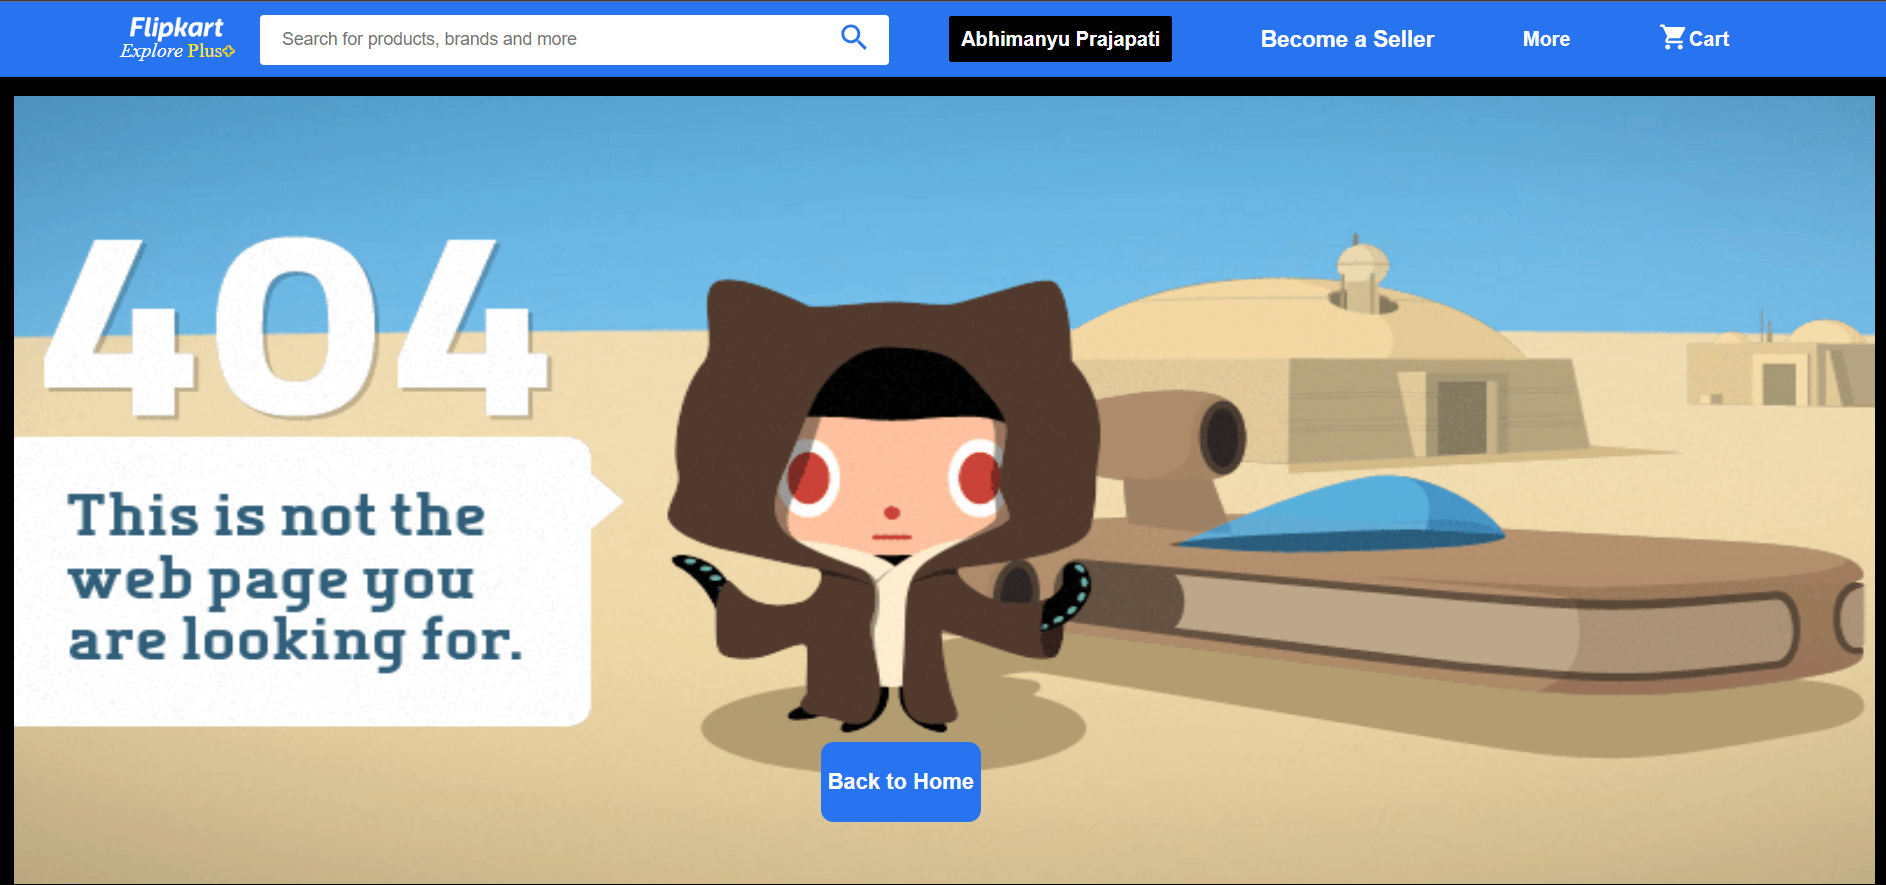 Flipkart
Explore Plus
Search for products, brands and more
Abhimanyu Prajapati
Become a Seller
More
Cart
404
This is not the
web page you
are looking for.
Back to Home